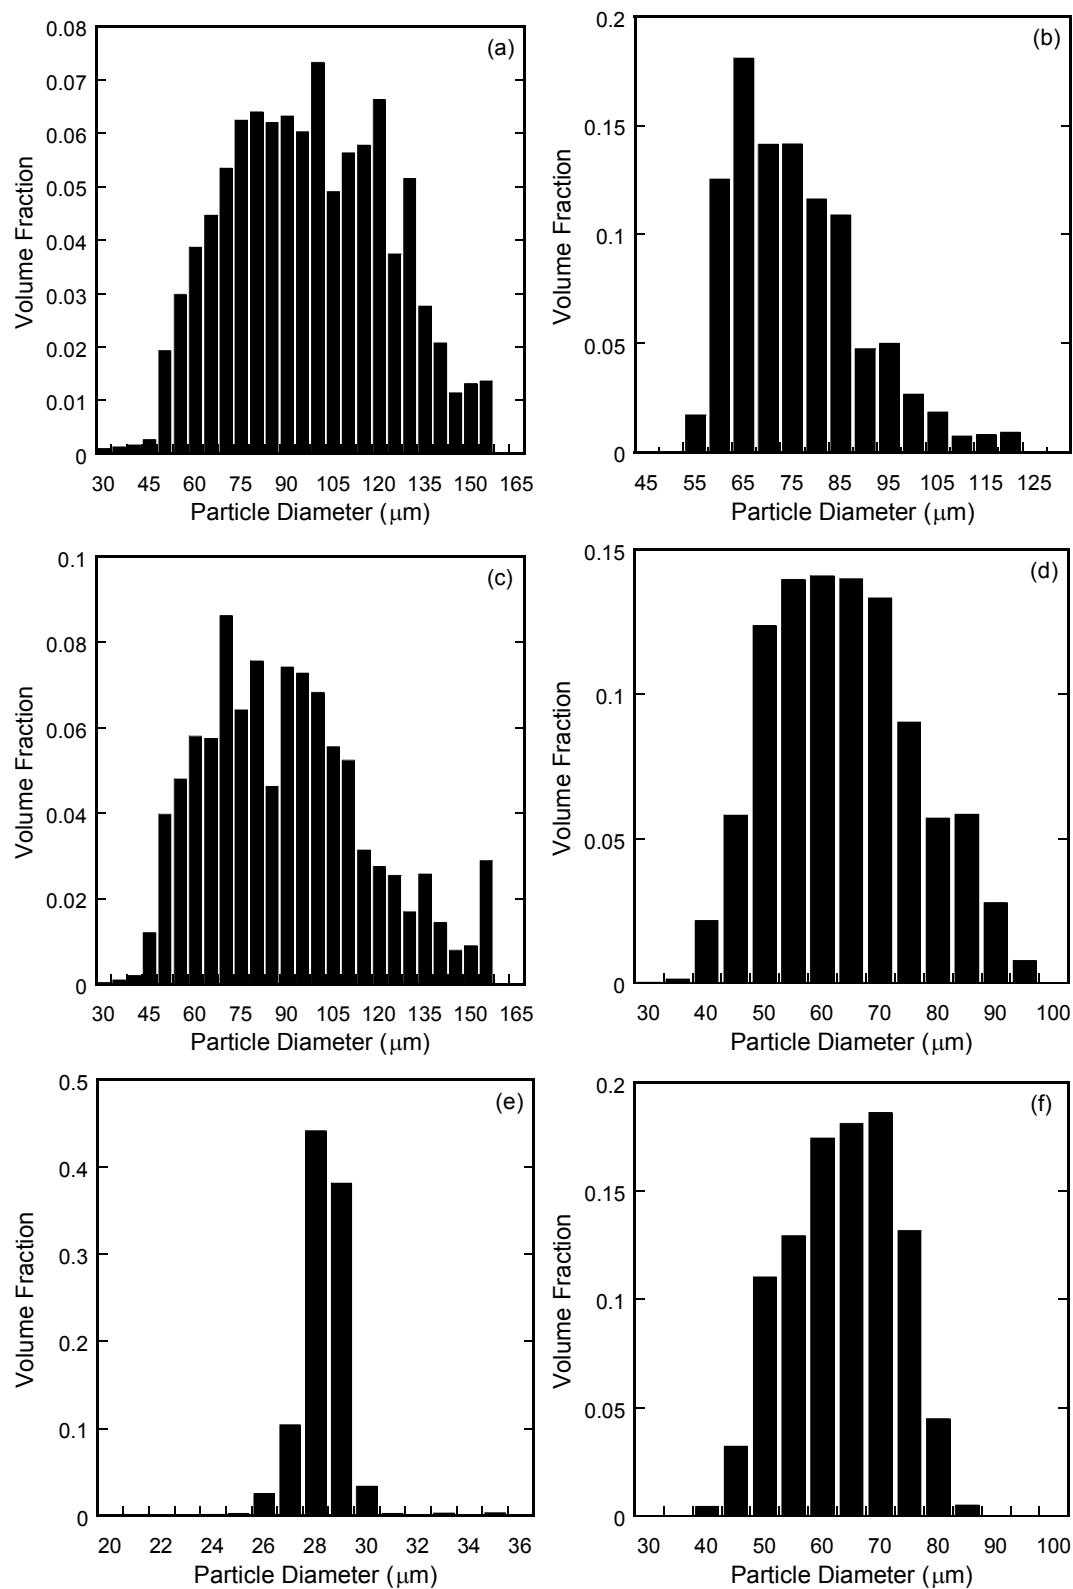 (a)
0.08
0.07
0.06
0.05
0.04
0.03
0.02
0.01
0
Volume Fraction
30 45 60 75 90 105 120 135 150 165
Particle Diameter (μm)
(b)
0.2
0.15
0.1
0.05
0
Volume Fraction
45 55 65 75 85 95 105 115 125
Particle Diameter (μm)
(c)
0.1
0.08
0.06
0.04
0.02
0
Volume Fraction
30 45 60 75 90 105 120 135 150 165
Particle Diameter (μm)
(d)
0.15
0.1
0.05
0
Volume Fraction
30 40 50 60 70 80 90 100
Particle Diameter (μm)
(e)
0.5
0.4
0.3
0.2
0.1
0
Volume Fraction
20 22 24 26 28 30 32 34 36
Particle Diameter (μm)
(f)
0.2
0.15
0.1
0.05
0
Volume Fraction
30 40 50 60 70 80 90 100
Particle Diameter (μm)